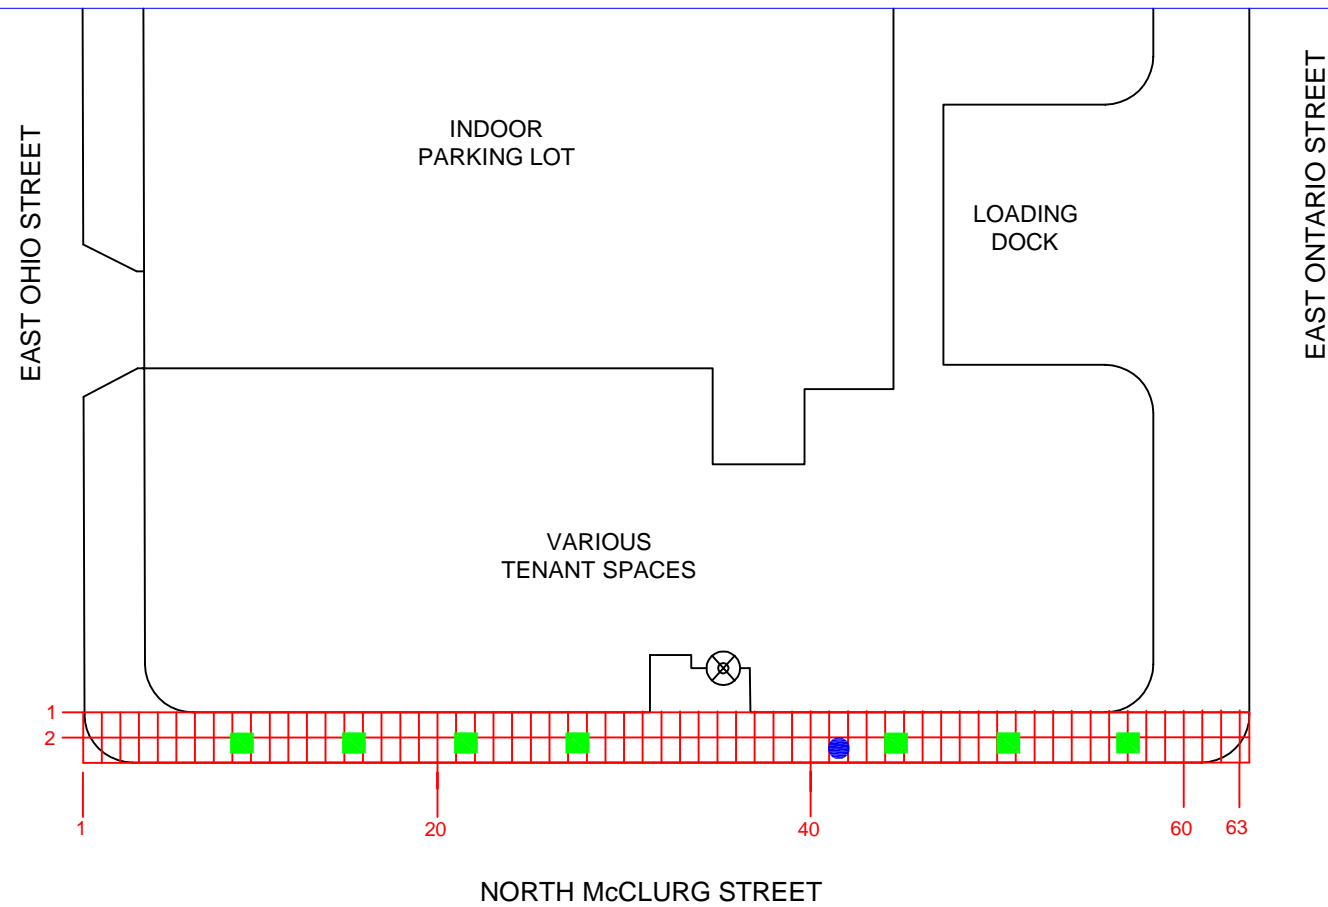 INDOOR
PARKING LOT
EAST OHIO STREET
LOADING
DOCK
EAST ONTARIO STREET
VARIOUS
TENANT SPACES
1
2
1
20
40
60
63
NORTH McCLURG STREET